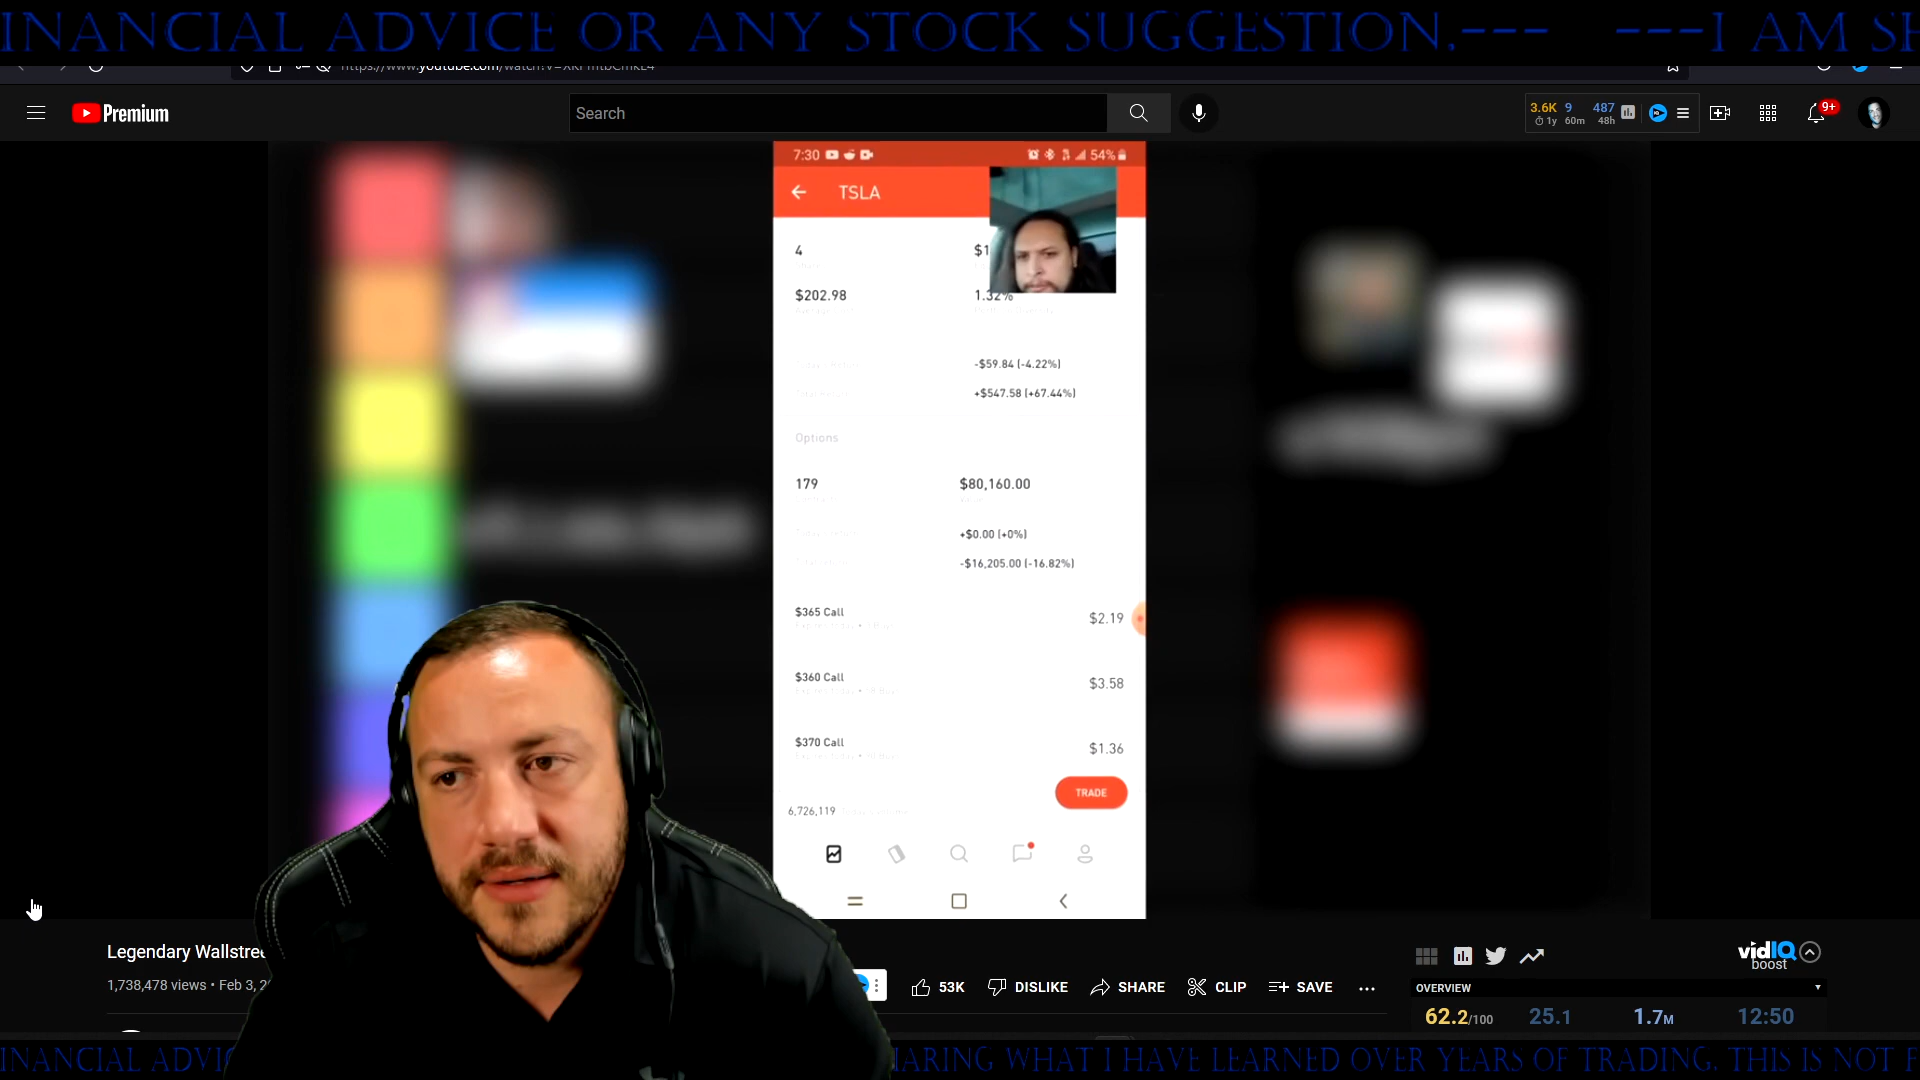 INANCIAL ADVICE OR ANY STOCK SUGGESTION.--- ---I AM SH
Premium
Search
3.6K 9 487
1y 60m 48h
9+
7:30 54%
TSLA
4 $1
$202.98 1.32%
-$59.84 (-4.22%)
+$547.58 (+67.44%)
Options
179 $80,160.00
+$0.00 (+0%)
-$16,205.00 (-16.82%)
$365 Call $2.19
$360 Call $3.58
$370 Call $1.36
TRADE
6,726,119
Legendary Wallstree
1,738,478 views • Feb 3, 2
53K DISLIKE SHARE CLIP SAVE ...
vidIQ
boost
OVERVIEW
62.2/100 25.1 1.7M 12:50
INANCIAL ADVIC ARING WHAT I HAVE LEARNED OVER YEARS OF TRADING. THIS IS NOT F